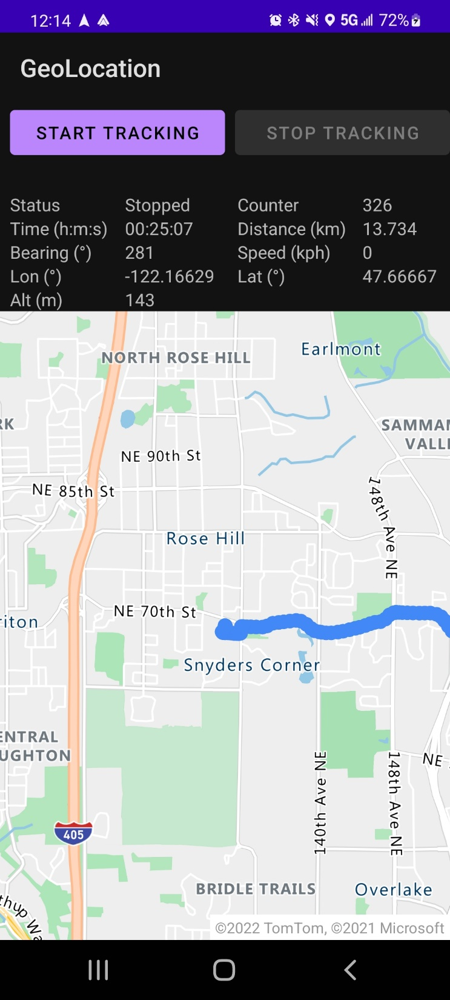 12:14 5G 72%
GeoLocation
START TRACKING STOP TRACKING
Status Stopped Counter 326
Time (h:m:s) 00:25:07 Distance (km) 13.734
Bearing (°) 281 Speed (kph) 0
Lon (°) -122.16629 Lat (°) 47.66667
Alt (m) 143
Earlmont
NORTH ROSE HILL
RK
SAMMAM
VALL
NE 90th St
148th Ave NE
NE 85th St
Rose Hill
NE 70th St
riton
Snyders Corner
ENTRAL
UGHTON
NE
140th Ave NE
148th Ave NE
405
BRIDLE TRAILS
Overlake
thup Wa
©2022 TomTom, ©2021 Microsoft